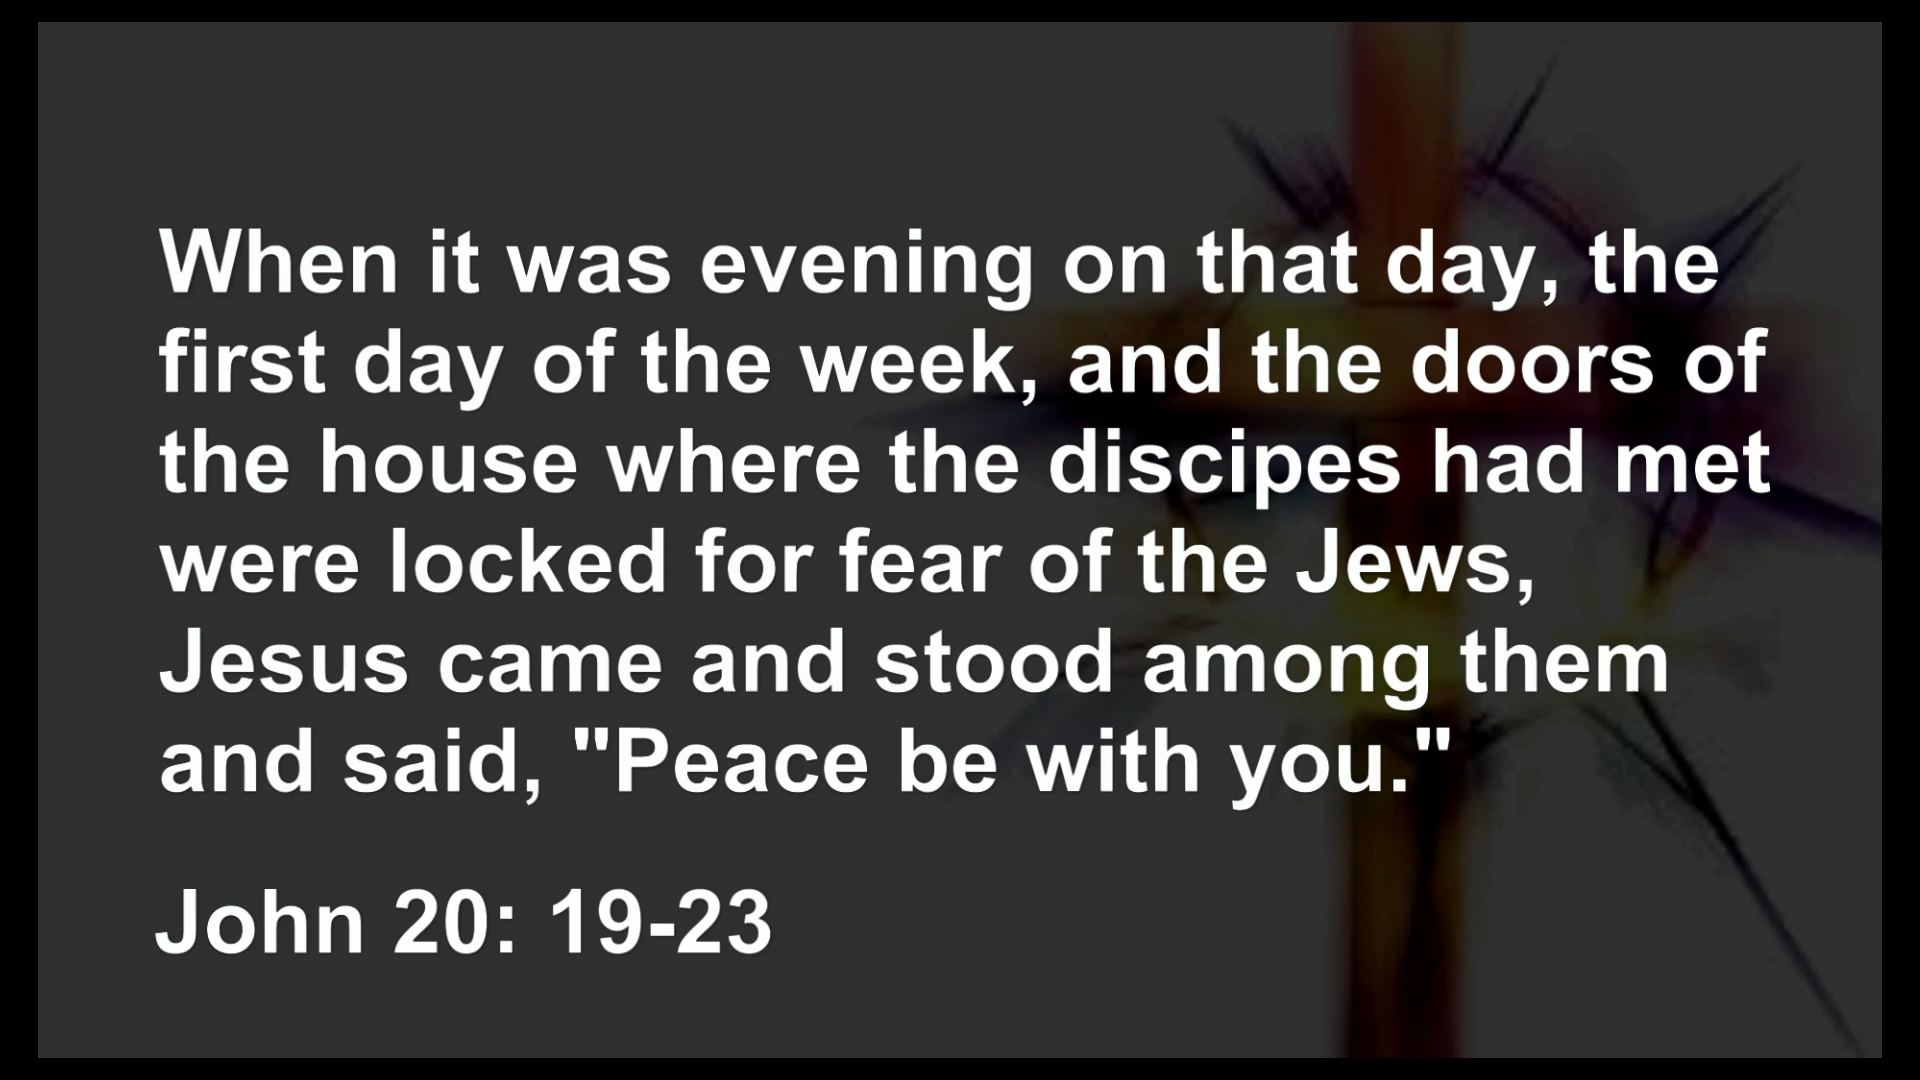 When it was evening on that day, the
first day of the week, and the doors of
the house where the discipes had met
were locked for fear of the Jews,
Jesus came and stood among them
and said, "Peace be with you."
John 20: 19-23